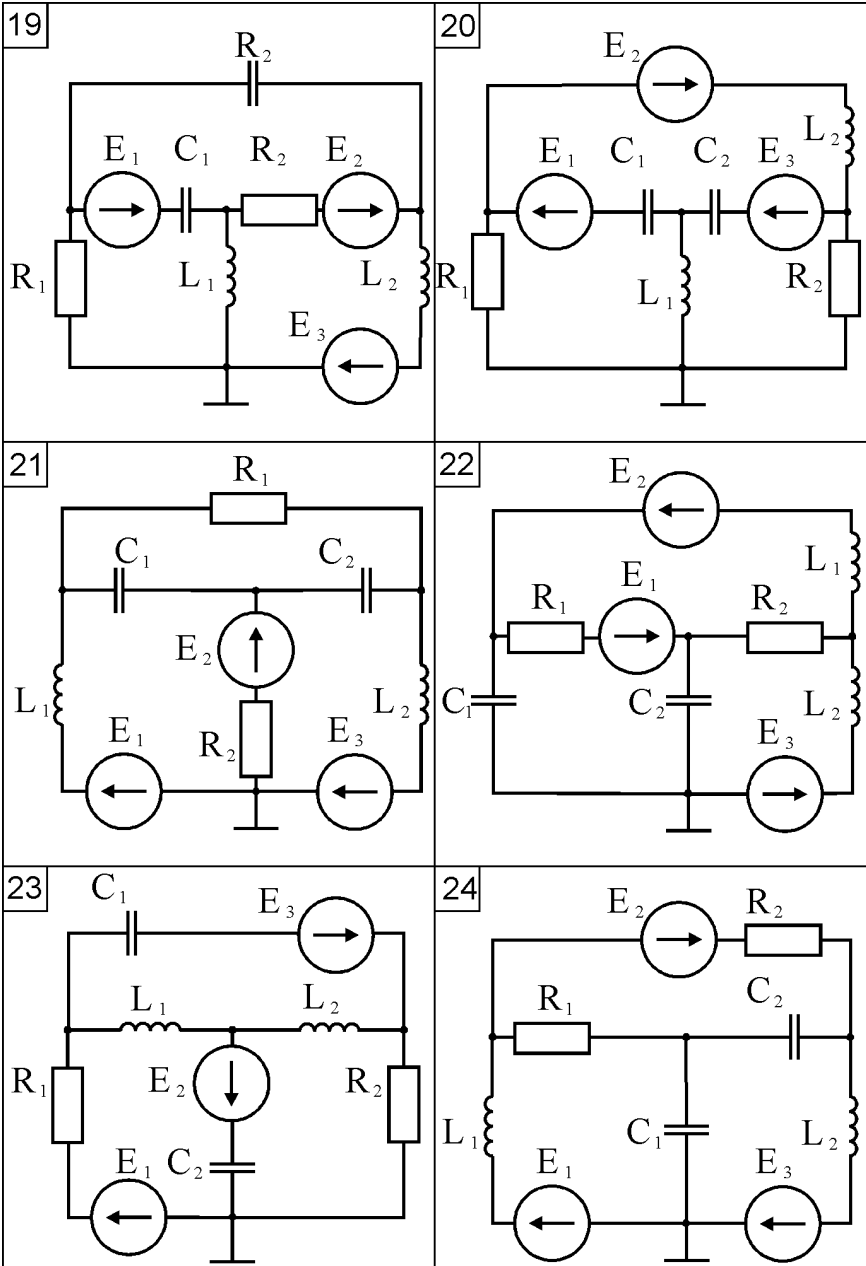 19
R2
E1 C1 R2 E2
R1 L1 L2
E3
20
E2
L2
E1 C1 C2 E3
R1 L1 R2
21
R1
C1 C2
E2
L1 L2
E1 R2 E3
22
E2
L1
R1 E1 R2
C1 C2 L2
E3
23
C1 E3
L1 L2
R1 E2 R2
E1 C2
24
E2 R2
R1 C2
L1 C1 L2
E1 E3